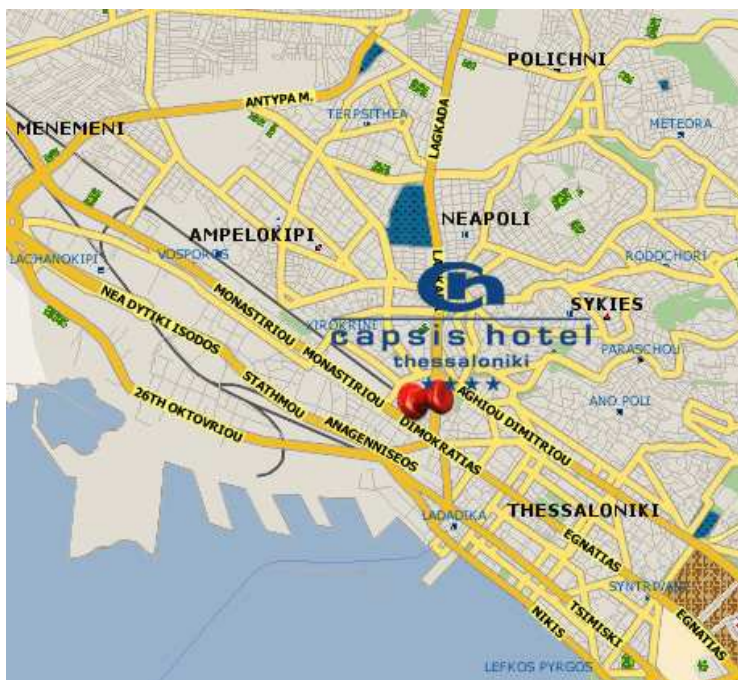 POLICHNI
ANTYPA M.
TERPSITHEA
METEORA
MENEMENI
LAGKADA
NEAPOLI
AMPELOKIPI
VOSPOROS
RODOCHORI
LACHANOKIPI
NEA DYTIKI ISODOS
MONASTIRIOU
SYKIES
XIROKRINI
capsis hotel
thessaloniki
PARASCHOU
MONASTIRIOU
STATHMOU
26TH OKTOVRIOU
AGHIOU DIMITRIOU
ANO POLI
DIMOKRATIAS
ANAGENNISEOS
THESSALONIKI
LADADIKA
EGNATIAS
NIKIS
TSIMISKI
EGNATIAS
LEFKOS PYRGOS